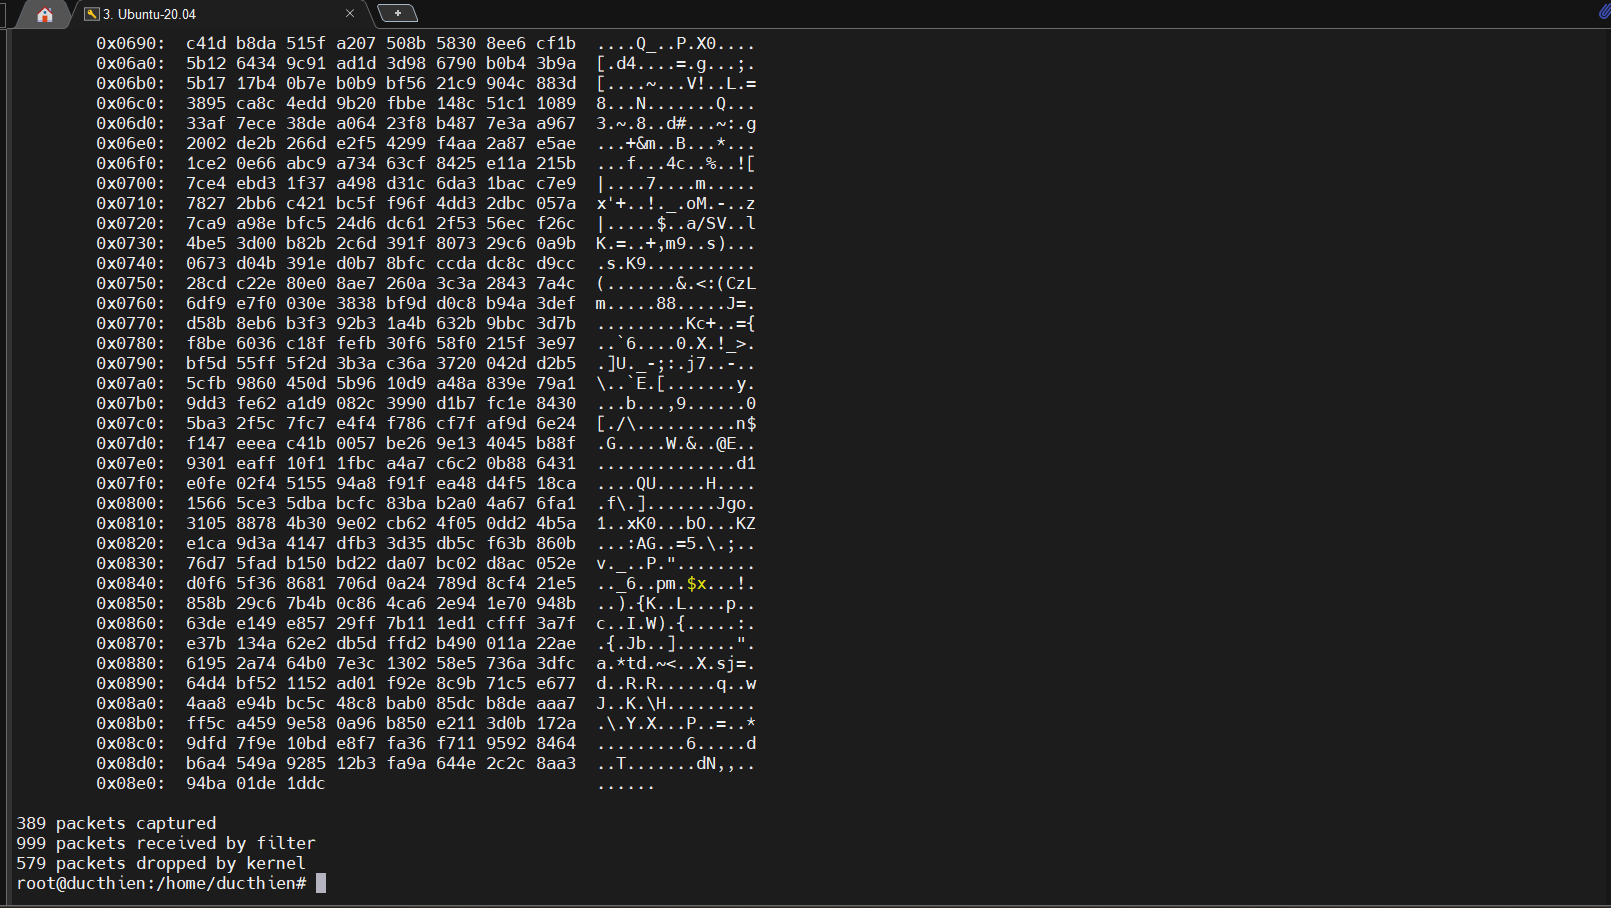 3. Ubuntu-20.04
0x0690: c41d b8da 515f a207 508b 5830 8ee6 cf1b ....Q_..P.X0....
0x06a0: 5b12 6434 9c91 ad1d 3d98 6790 b0b4 3b9a [.d4....=.g...;.
0x06b0: 5b17 17b4 0b7e b0b9 bf56 21c9 904c 883d [....~...V!..L.=
0x06c0: 3895 ca8c 4edd 9b20 fbbe 148c 51c1 1089 8...N.......Q...
0x06d0: 33af 7ece 38de a064 23f8 b487 7e3a a967 3.~.8..d#...~:.g
0x06e0: 2002 de2b 266d e2f5 4299 f4aa 2a87 e5ae ...+&m..B...*...
0x06f0: 1ce2 0e66 abc9 a734 63cf 8425 e11a 215b ...f...4c..%..![
0x0700: 7ce4 ebd3 1f37 a498 d31c 6da3 1bac c7e9 |....7....m.....
0x0710: 7827 2bb6 c421 bc5f f96f 4dd3 2dbc 057a x'+..!._.oM.-..z
0x0720: 7ca9 a98e bfc5 24d6 dc61 2f53 56ec f26c |.....$..a/SV..l
0x0730: 4be5 3d00 b82b 2c6d 391f 8073 29c6 0a9b K.=..+,m9..s)...
0x0740: 0673 d04b 391e d0b7 8bfc ccda dc8c d9cc .s.K9...........
0x0750: 28cd c22e 80e0 8ae7 260a 3c3a 2843 7a4c (.......&.<:(CzL
0x0760: 6df9 e7f0 030e 3838 bf9d d0c8 b94a 3def m.....88.....J=.
0x0770: d58b 8eb6 b3f3 92b3 1a4b 632b 9bbc 3d7b .........Kc+..={
0x0780: f8be 6036 c18f fefb 30f6 58f0 215f 3e97 ..`6....0.X.!_>.
0x0790: bf5d 55ff 5f2d 3b3a c36a 3720 042d d2b5 .]U._-;:.j7..-..
0x07a0: 5cfb 9860 450d 5b96 10d9 a48a 839e 79a1 \..`E.[.......y.
0x07b0: 9dd3 fe62 a1d9 082c 3990 d1b7 fc1e 8430 ...b...,9......0
0x07c0: 5ba3 2f5c 7fc7 e4f4 f786 cf7f af9d 6e24 [./\..........n$
0x07d0: f147 eeea c41b 0057 be26 9e13 4045 b88f .G.....W.&..@E..
0x07e0: 9301 eaff 10f1 1fbc a4a7 c6c2 0b88 6431 ..............d1
0x07f0: e0fe 02f4 5155 94a8 f91f ea48 d4f5 18ca ....QU.....H....
0x0800: 1566 5ce3 5dba bcfc 83ba b2a0 4a67 6fa1 .f\.].......Jgo.
0x0810: 3105 8878 4b30 9e02 cb62 4f05 0dd2 4b5a 1..xK0...bO...KZ
0x0820: e1ca 9d3a 4147 dfb3 3d35 db5c f63b 860b ...:AG..=5.\.;..
0x0830: 76d7 5fad b150 bd22 da07 bc02 d8ac 052e v._..P."........
0x0840: d0f6 5f36 8681 706d 0a24 789d 8cf4 21e5 .._6..pm.$x...!.
0x0850: 858b 29c6 7b4b 0c86 4ca6 2e94 1e70 948b ..).{K..L....p..
0x0860: 63de e149 e857 29ff 7b11 1ed1 cfff 3a7f c..I.W).{.....:.
0x0870: e37b 134a 62e2 db5d ffd2 b490 011a 22ae .{.Jb..]......".
0x0880: 6195 2a74 64b0 7e3c 1302 58e5 736a 3dfc a.*td.~<..X.sj=.
0x0890: 64d4 bf52 1152 ad01 f92e 8c9b 71c5 e677 d..R.R......q..w
0x08a0: 4aa8 e94b bc5c 48c8 bab0 85dc b8de aaa7 J..K.\H.........
0x08b0: ff5c a459 9e58 0a96 b850 e211 3d0b 172a .\.Y.X...P..=..*
0x08c0: 9dfd 7f9e 10bd e8f7 fa36 f711 9592 8464 .........6.....d
0x08d0: b6a4 549a 9285 12b3 fa9a 644e 2c2c 8aa3 ..T.......dN,,..
0x08e0: 94ba 01de 1ddc ......
389 packets captured
999 packets received by filter
579 packets dropped by kernel
root@ducthien:/home/ducthien#